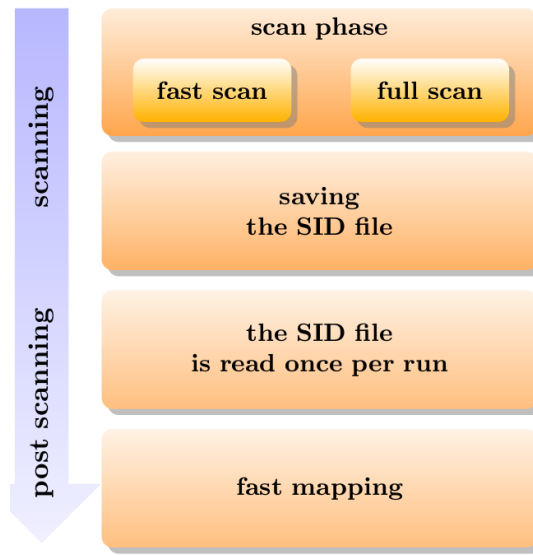 scan phase
fast scan
full scan
scanning
saving
the SID file
the SID file
is read once per run
post scanning
fast mapping